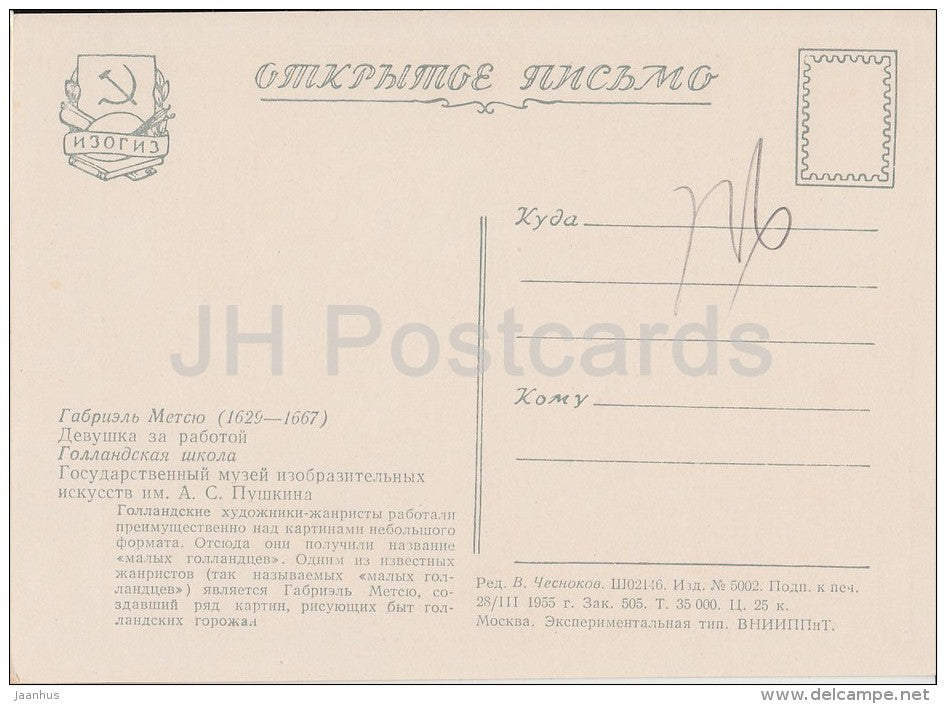 ОТКРЫТОЕ ПИСЬМО
ИЗОГИЗ
Куда
JH Postcards
Кому
Габриэль Метсю (1629—1667)
Девушка за работой
Голландская школа
Государственный музей изобразительных
искусств им. А. С. Пушкина
Голландские художники-жанристы работали
преимущественно над картинами небольшого
формата. Отсюда они получили название
«малых голландцев». Одним из известных
жанристов (так называемых «малых гол-
ландцев») является Габриэль Метсю, со-
здавший ряд картин, рисующих быт гол-
ландских горожан
Ред. В. Чесноков. Ш02146. Изд. № 5002. Подп. к печ.
28/III 1955 г. Зак. 505. Т. 35 000. Ц. 25 к.
Москва. Экспериментальная тип. ВНИИППиТ.
Jaanhus
www.delcampe.net